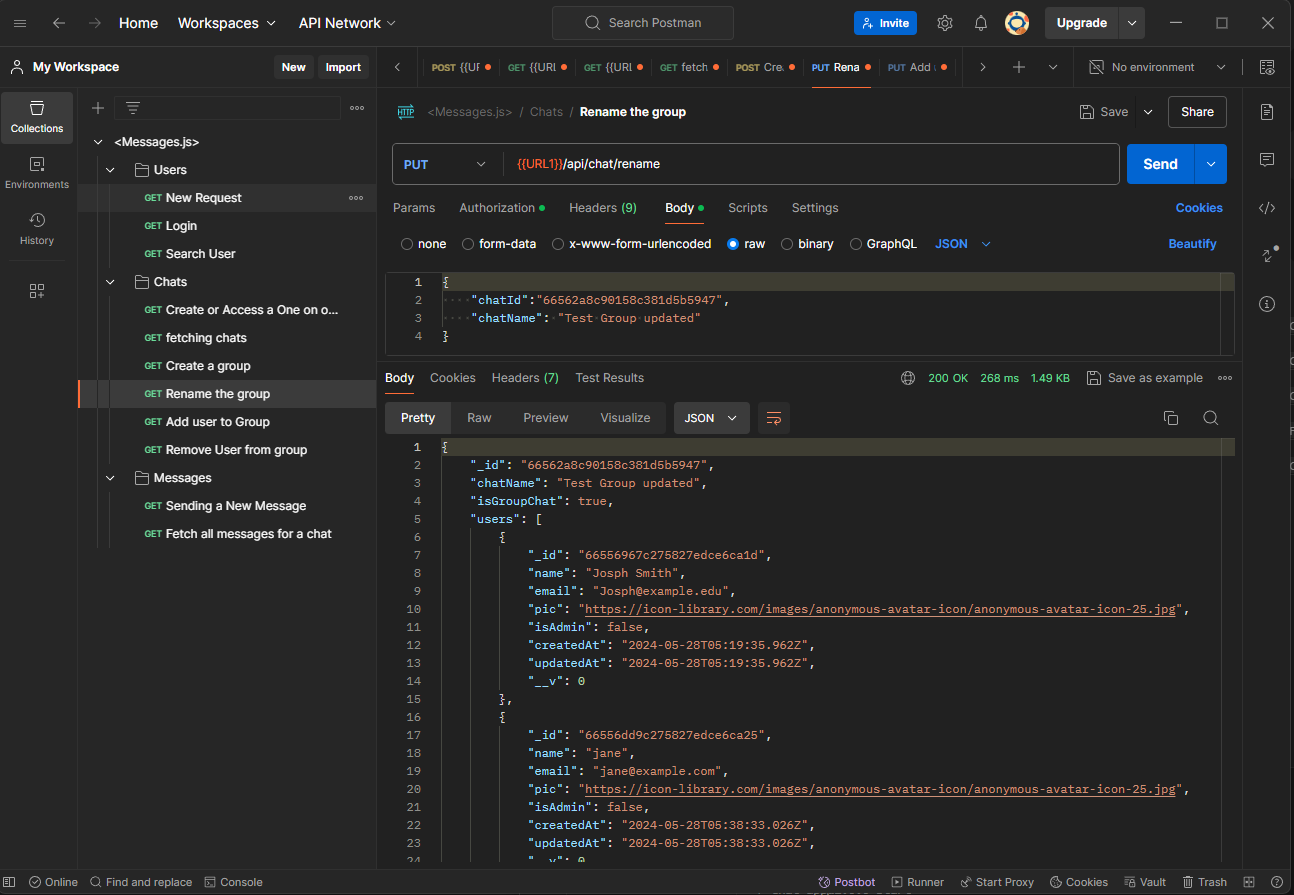 Home Workspaces API Network Search Postman Invite Upgrade
My Workspace New Import
POST {{UF GET {{URL GET {{URL GET fetch POST Cre. PUT Rena PUT Add No environment
Collections
Environments
History
<Messages.js>
Users
GET New Request
GET Login
GET Search User
Chats
GET Create or Access a One on o...
GET fetching chats
GET Create a group
GET Rename the group
GET Add user to Group
GET Remove User from group
Messages
GET Sending a New Message
GET Fetch all messages for a chat
HTTP <Messages.js> / Chats / Rename the group Save Share
PUT {{URL1}}/api/chat/rename Send
Params Authorization Headers (9) Body Scripts Settings Cookies
none form-data x-www-form-urlencoded raw binary GraphQL JSON Beautify
1 {
2 "chatId":"66562a8c90158c381d5b5947",
3 "chatName": "Test Group updated"
4 }
Body Cookies Headers (7) Test Results 200 OK 268 ms 1.49 KB Save as example
Pretty Raw Preview Visualize JSON
1 {
2 "_id": "66562a8c90158c381d5b5947",
3 "chatName": "Test Group updated",
4 "isGroupChat": true,
5 "users": [
6 {
7 "_id": "66556967c275827edce6ca1d",
8 "name": "Josph Smith",
9 "email": "Josph@example.edu",
10 "pic": "https://icon-library.com/images/anonymous-avatar-icon/anonymous-avatar-icon-25.jpg",
11 "isAdmin": false,
12 "createdAt": "2024-05-28T05:19:35.962Z",
13 "updatedAt": "2024-05-28T05:19:35.962Z",
14 "__v": 0
15 },
16 {
17 "_id": "66556dd9c275827edce6ca25",
18 "name": "jane",
19 "email": "jane@example.com",
20 "pic": "https://icon-library.com/images/anonymous-avatar-icon/anonymous-avatar-icon-25.jpg",
21 "isAdmin": false,
22 "createdAt": "2024-05-28T05:38:33.026Z",
23 "updatedAt": "2024-05-28T05:38:33.026Z",
24 "__v": 0
Online Find and replace Console Postbot Runner Start Proxy Cookies Vault Trash